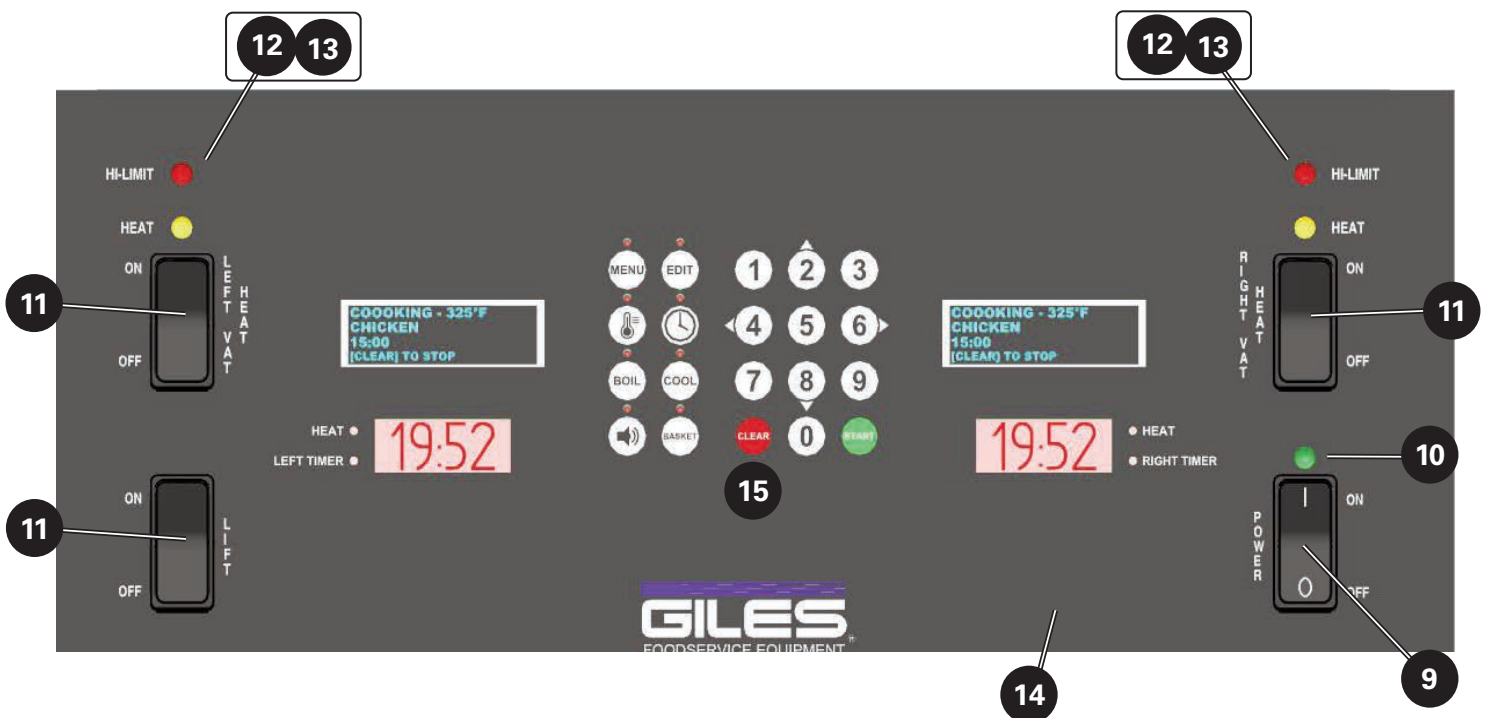 12 13
12 13
HI-LIMIT
HI-LIMIT
HEAT
HEAT
ON
LEFT VAT
HEAT
OFF
11
MENU EDIT
1 2 3
4 5 6
BOIL COOL
7 8 9
BASKET
CLEAR 0 START
15
COOOKING - 325°F
CHICKEN
15:00
[CLEAR] TO STOP
COOOKING - 325°F
CHICKEN
15:00
[CLEAR] TO STOP
RIGHT VAT
HEAT
ON
OFF
11
HEAT
LEFT TIMER
19:52
19:52
HEAT
RIGHT TIMER
10
ON
LIFT
OFF
11
POWER
I
ON
O
OFF
9
GILES
FOODSERVICE EQUIPMENT
14